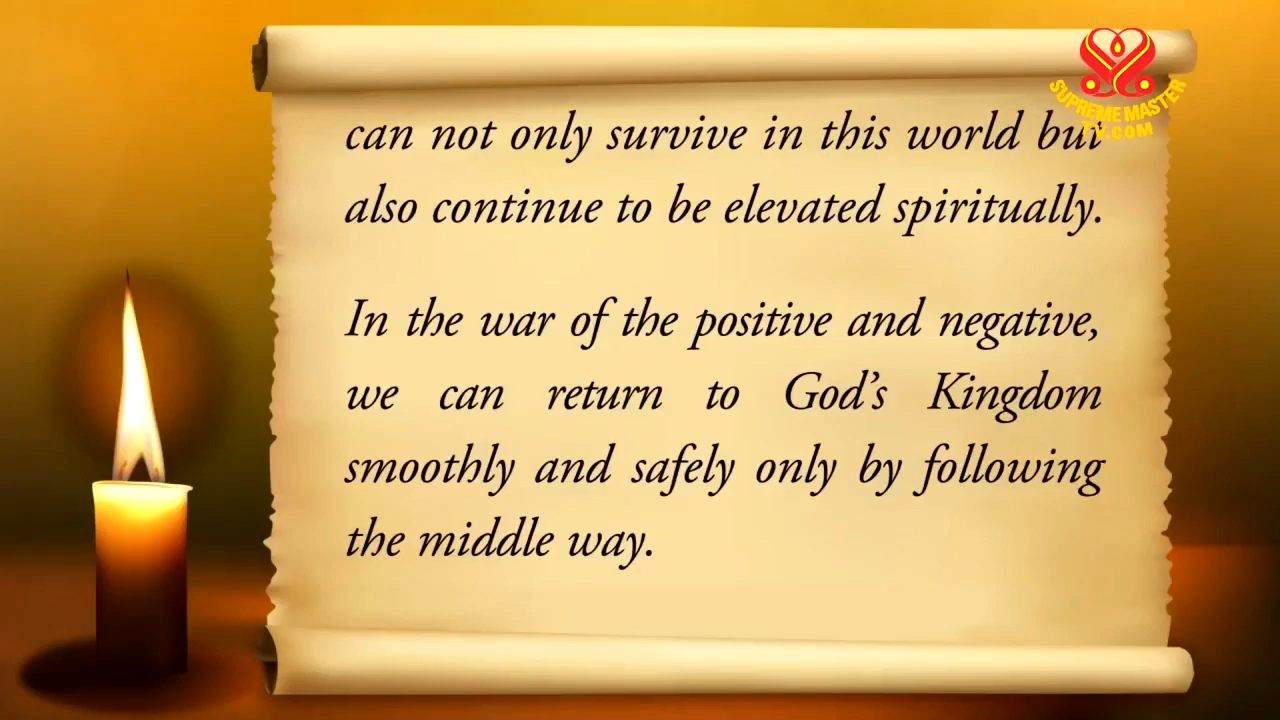 SUPREME MASTER
TV.COM
can not only survive in this world but
also continue to be elevated spiritually.
In the war of the positive and negative,
we can return to God’s Kingdom
smoothly and safely only by following
the middle way.